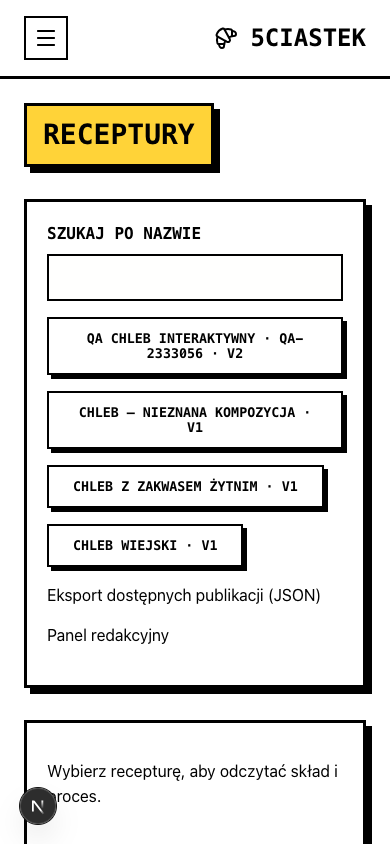 5CIASTEK
RECEPTURY
SZUKAJ PO NAZWIE
QA CHLEB INTERAKTYWNY · QA-
2333056 · V2
CHLEB — NIEZNANA KOMPOZYCJA ·
V1
CHLEB Z ZAKWASEM ŻYTNIM · V1
CHLEB WIEJSKI · V1
Eksport dostępnych publikacji (JSON)
Panel redakcyjny
Wybierz recepturę, aby odczytać skład i
proces.
N